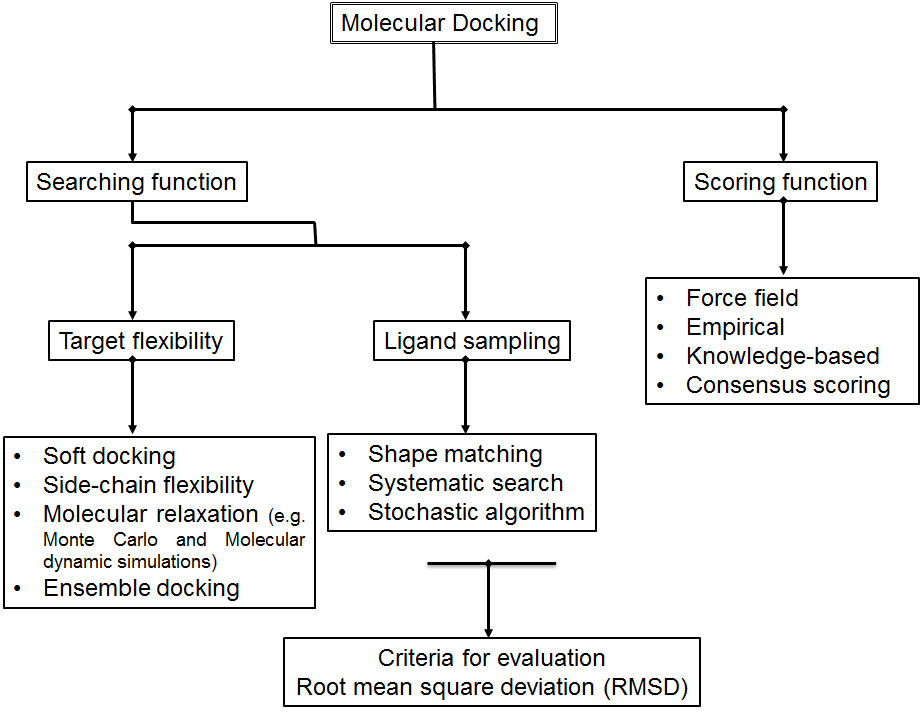 Molecular Docking
Searching function
Scoring function
Target flexibility
Ligand sampling
• Force field
• Empirical
• Knowledge-based
• Consensus scoring
• Soft docking
• Side-chain flexibility
• Molecular relaxation (e.g.
Monte Carlo and Molecular
dynamic simulations)
• Ensemble docking
• Shape matching
• Systematic search
• Stochastic algorithm
Criteria for evaluation
Root mean square deviation (RMSD)